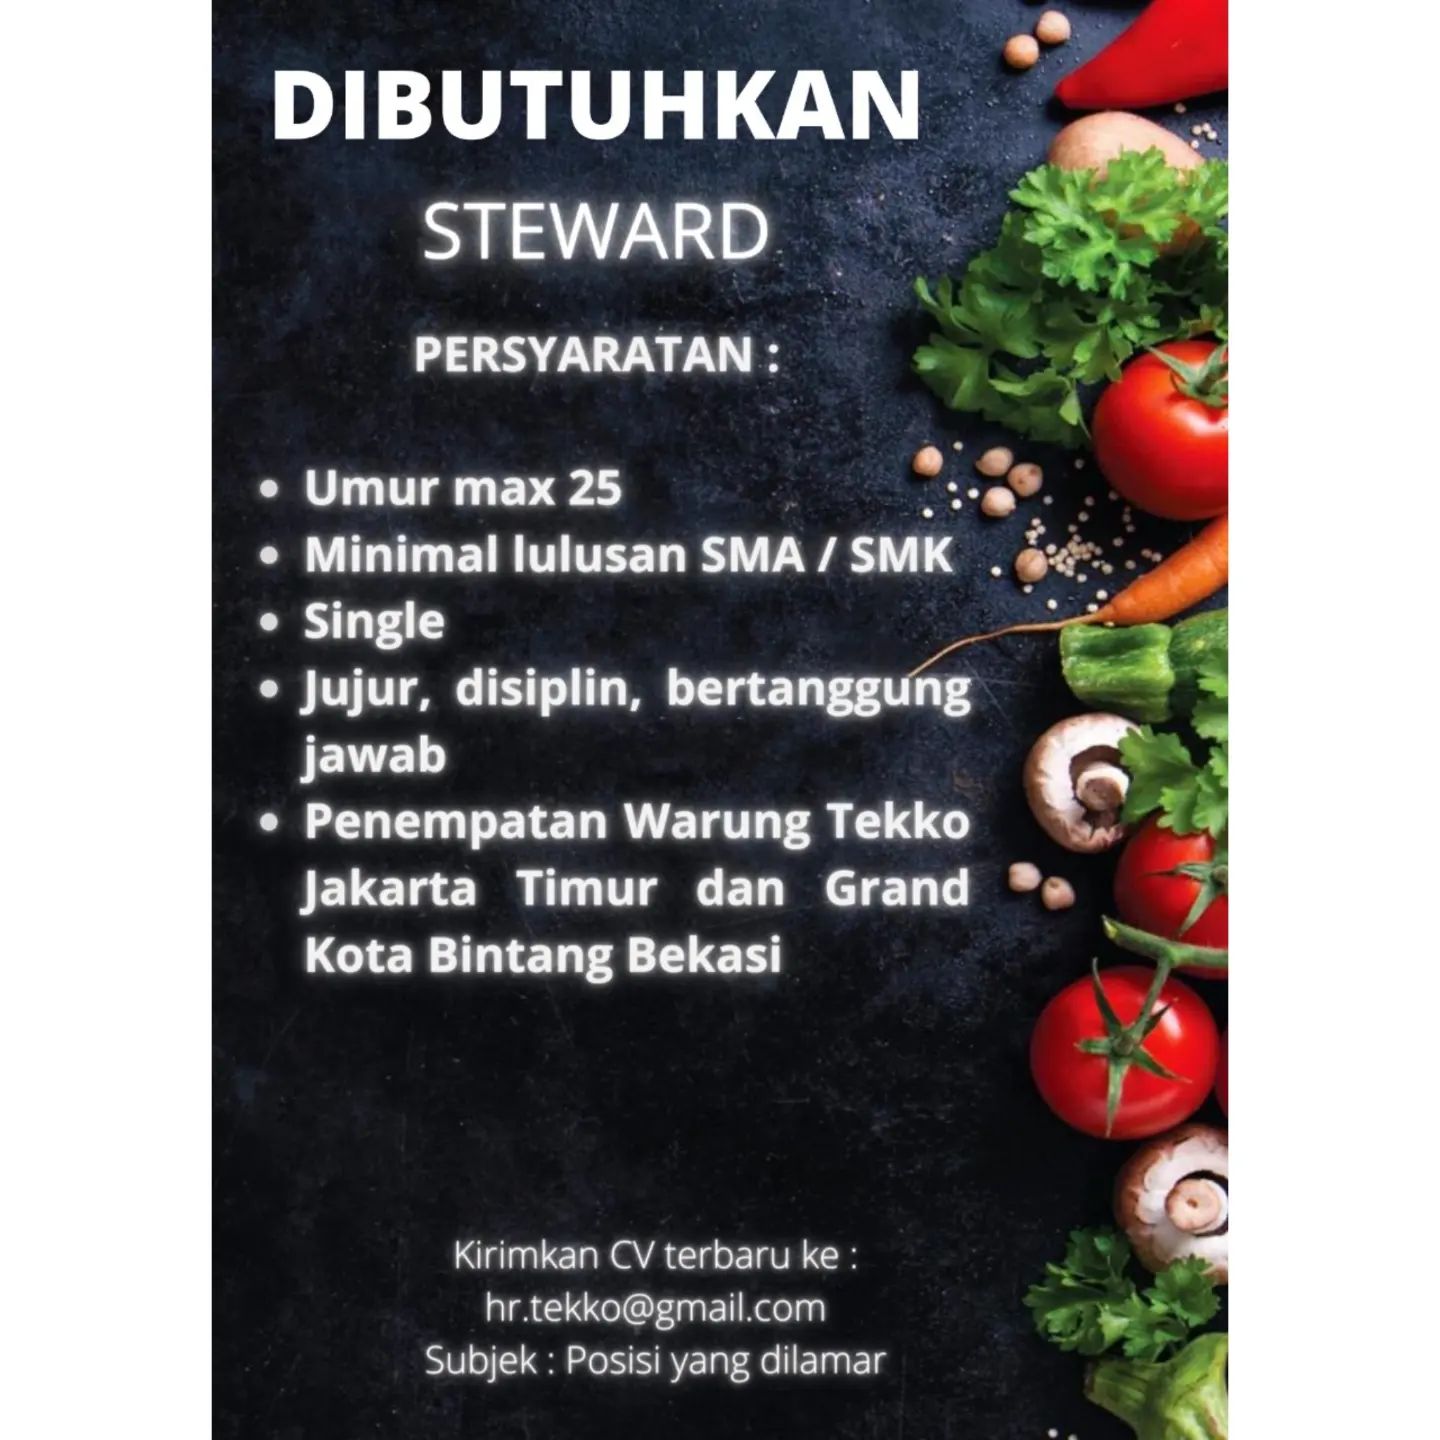 DIBUTUHKAN
STEWARD
PERSYARATAN :
• Umur max 25
• Minimal lulusan SMA / SMK
• Single
• Jujur, disiplin, bertanggung
jawab
• Penempatan Warung Tekko
Jakarta Timur dan Grand
Kota Bintang Bekasi
Kirimkan CV terbaru ke :
hr.tekko@gmail.com
Subjek : Posisi yang dilamar